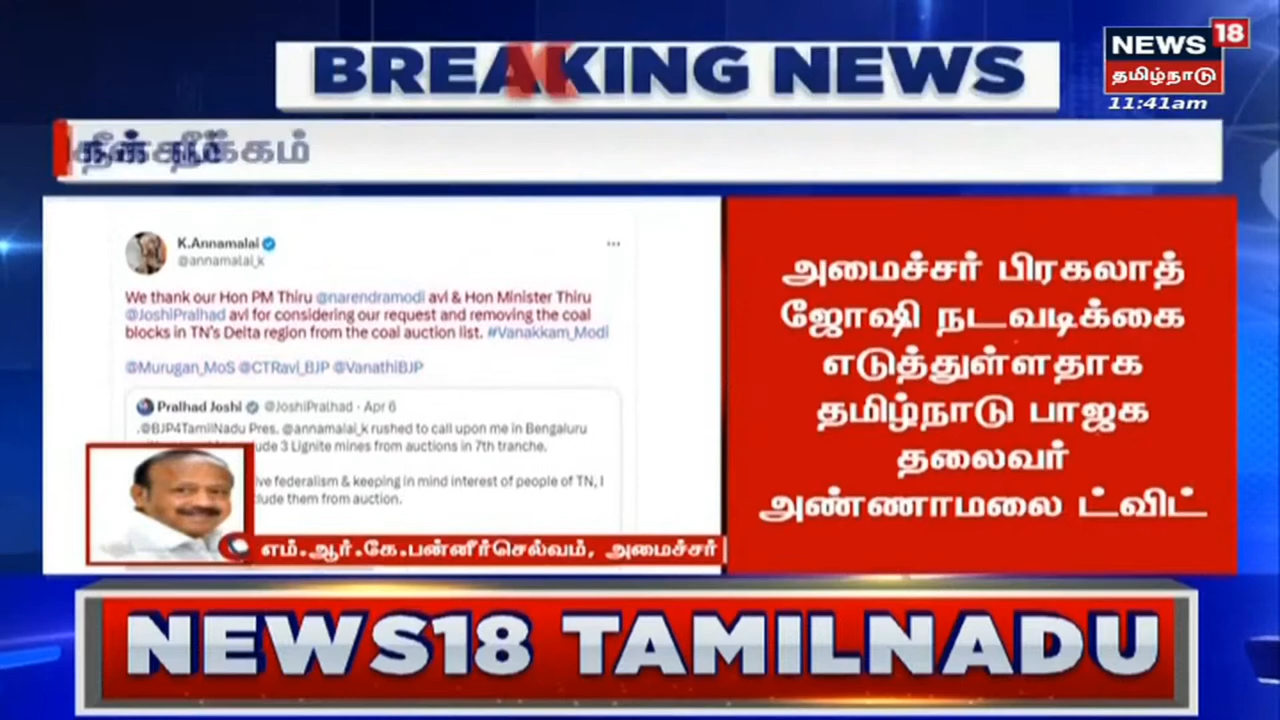 BREAKING NEWS
NEWS 18
தமிழ்நாடு
11:41am
K.Annamalai
@annamalai_k
We thank our Hon PM Thiru @narendramodi avl & Hon Minister Thiru
@JoshiPralhad avl for considering our request and removing the coal
blocks in TN's Delta region from the coal auction list. #Vanakkam_Modi
@Murugan_MoS @CTRavi_BJP @VanathiBJP
Pralhad Joshi @JoshiPralhad · Apr 6
.@BJP4TamilNadu Pres. @annamalai_k rushed to call upon me in Bengaluru
3 Lignite mines from auctions in 7th tranche.
federalism & keeping in mind interest of people of TN, I
them from auction.
எம்.ஆர்.கே.பன்னீர்செல்வம், அமைச்சர்
அமைச்சர் பிரகலாத்
ஜோஷி நடவடிக்கை
எடுத்துள்ளதாக
தமிழ்நாடு பாஜக
தலைவர்
அண்ணாமலை ட்விட்
NEWS18 TAMILNADU